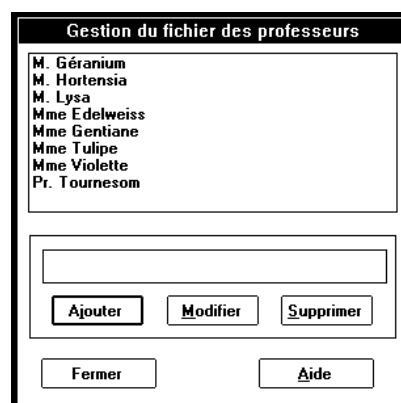 Gestion du fichier des professeurs
M. Géranium
M. Hortensia
M. Lysa
Mme Edelweiss
Mme Gentiane
Mme Tulipe
Mme Violette
Pr. Tournesom
Ajouter Modifier Supprimer
Fermer Aide